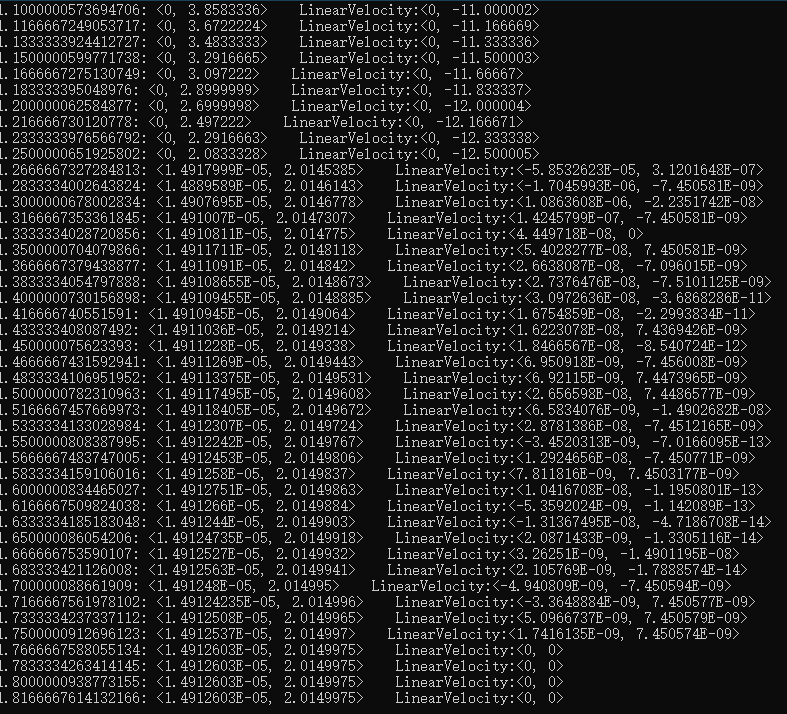 1.1000000573694706: <0, 3.8583336>    LinearVelocity:<0, -11.000002>
1.1166667249053717: <0, 3.6722224>    LinearVelocity:<0, -11.166669>
1.1333333924412727: <0, 3.4833333>    LinearVelocity:<0, -11.333336>
1.1500000599771738: <0, 3.2916665>    LinearVelocity:<0, -11.500003>
1.1666667275130749: <0, 3.097222>    LinearVelocity:<0, -11.66667>
1.183333395048976: <0, 2.8999999>    LinearVelocity:<0, -11.833337>
1.200000062584877: <0, 2.6999998>    LinearVelocity:<0, -12.000004>
1.216666730120778: <0, 2.497222>    LinearVelocity:<0, -12.166671>
1.2333333976566792: <0, 2.2916663>    LinearVelocity:<0, -12.333338>
1.2500000651925802: <0, 2.0833328>    LinearVelocity:<0, -12.500005>
1.2666667327284813: <1.4917999E-05, 2.0145385>    LinearVelocity:<-5.8532623E-05, 3.1201648E-07>
1.2833334002643824: <1.4889589E-05, 2.0146143>    LinearVelocity:<-1.7045993E-06, -7.450581E-09>
1.3000000678002834: <1.4907695E-05, 2.0146778>    LinearVelocity:<1.0863608E-06, -2.2351742E-08>
1.3166667353361845: <1.491007E-05, 2.0147307>    LinearVelocity:<1.4245799E-07, -7.450581E-09>
1.3333334028720856: <1.4910811E-05, 2.014775>    LinearVelocity:<4.449718E-08, 0>
1.3500000704079866: <1.4911711E-05, 2.0148118>    LinearVelocity:<5.4028277E-08, 7.450581E-09>
1.3666667379438877: <1.4911091E-05, 2.014842>    LinearVelocity:<2.6638087E-08, -7.096015E-09>
1.3833334054797888: <1.49108655E-05, 2.0148673>    LinearVelocity:<2.7376476E-08, -7.5101125E-09>
1.4000000730156898: <1.49109455E-05, 2.0148885>    LinearVelocity:<3.0972636E-08, -3.6868286E-11>
1.416666740551591: <1.4910945E-05, 2.0149064>    LinearVelocity:<1.6754859E-08, -2.2993834E-11>
1.433333408087492: <1.4911036E-05, 2.0149214>    LinearVelocity:<1.6223078E-08, 7.4369426E-09>
1.450000075623393: <1.4911228E-05, 2.0149338>    LinearVelocity:<1.8466567E-08, -8.540724E-12>
1.4666667431592941: <1.4911269E-05, 2.0149443>    LinearVelocity:<6.950918E-09, -7.456008E-09>
1.4833334106951952: <1.49113375E-05, 2.0149531>    LinearVelocity:<6.92115E-09, 7.4473965E-09>
1.5000000782310963: <1.49117495E-05, 2.0149608>    LinearVelocity:<2.656598E-08, 7.4486577E-09>
1.5166667457669973: <1.49118405E-05, 2.0149672>    LinearVelocity:<6.5834076E-09, -1.4902682E-08>
1.5333334133028984: <1.4912307E-05, 2.0149724>    LinearVelocity:<2.8781386E-08, -7.4512165E-09>
1.5500000808387995: <1.4912242E-05, 2.0149767>    LinearVelocity:<-3.4520313E-09, -7.0166095E-13>
1.5666667483747005: <1.4912453E-05, 2.0149806>    LinearVelocity:<1.2924656E-08, -7.450771E-09>
1.5833334159106016: <1.491258E-05, 2.0149837>    LinearVelocity:<7.811816E-09, 7.4503177E-09>
1.6000000834465027: <1.4912751E-05, 2.0149863>    LinearVelocity:<1.0416708E-08, -1.1950801E-13>
1.6166667509824038: <1.491266E-05, 2.0149884>    LinearVelocity:<-5.3592024E-09, -1.142089E-13>
1.6333334185183048: <1.491244E-05, 2.0149903>    LinearVelocity:<-1.31367495E-08, -4.7186708E-14>
1.650000086054206: <1.49124735E-05, 2.0149918>    LinearVelocity:<2.0871433E-09, -1.3305116E-14>
1.666666753590107: <1.4912527E-05, 2.0149932>    LinearVelocity:<3.26251E-09, -1.4901195E-08>
1.683333421126008: <1.4912563E-05, 2.0149941>    LinearVelocity:<2.105769E-09, -1.7888574E-14>
1.700000088661909: <1.491248E-05, 2.014995>    LinearVelocity:<-4.940809E-09, -7.450594E-09>
1.7166667561978102: <1.49124235E-05, 2.014996>    LinearVelocity:<-3.3648884E-09, 7.450577E-09>
1.7333334237337112: <1.4912508E-05, 2.0149965>    LinearVelocity:<5.0966737E-09, 7.450579E-09>
1.7500000912696123: <1.4912537E-05, 2.014997>    LinearVelocity:<1.7416135E-09, 7.450574E-09>
1.7666667588055134: <1.4912603E-05, 2.0149975>    LinearVelocity:<0, 0>
1.7833334263414145: <1.4912603E-05, 2.0149975>    LinearVelocity:<0, 0>
1.8000000938773155: <1.4912603E-05, 2.0149975>    LinearVelocity:<0, 0>
1.8166667614132166: <1.4912603E-05, 2.0149975>    LinearVelocity:<0, 0>